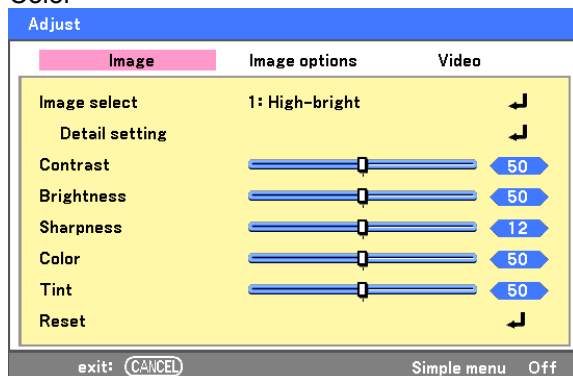 Color
Adjust
Image Image options Video
Image select 1: High-bright
Detail setting
Contrast 50
Brightness 50
Sharpness 12
Color 50
Tint 50
Reset
exit: CANCEL Simple menu Off